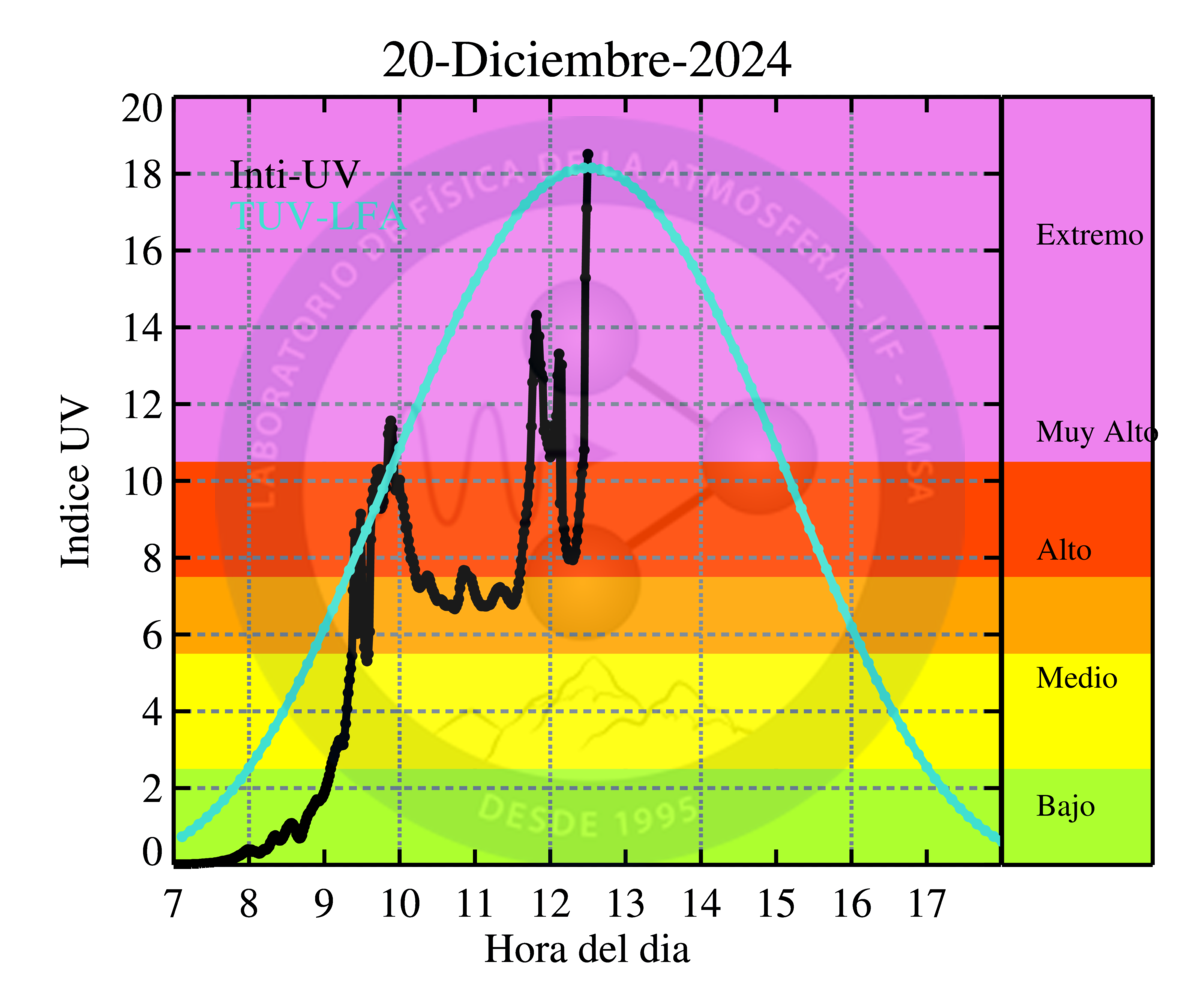 20-Diciembre-2024
Inti-UV
TUV-LFA
LABORATORIO DE FÍSICA DE LA ATMÓSFERA - IIF - UMSA
DESDE 1995
Indice UV
20
18
16
14
12
10
8
6
4
2
0
Extremo
Muy Alto
Alto
Medio
Bajo
7 8 9 10 11 12 13 14 15 16 17
Hora del dia